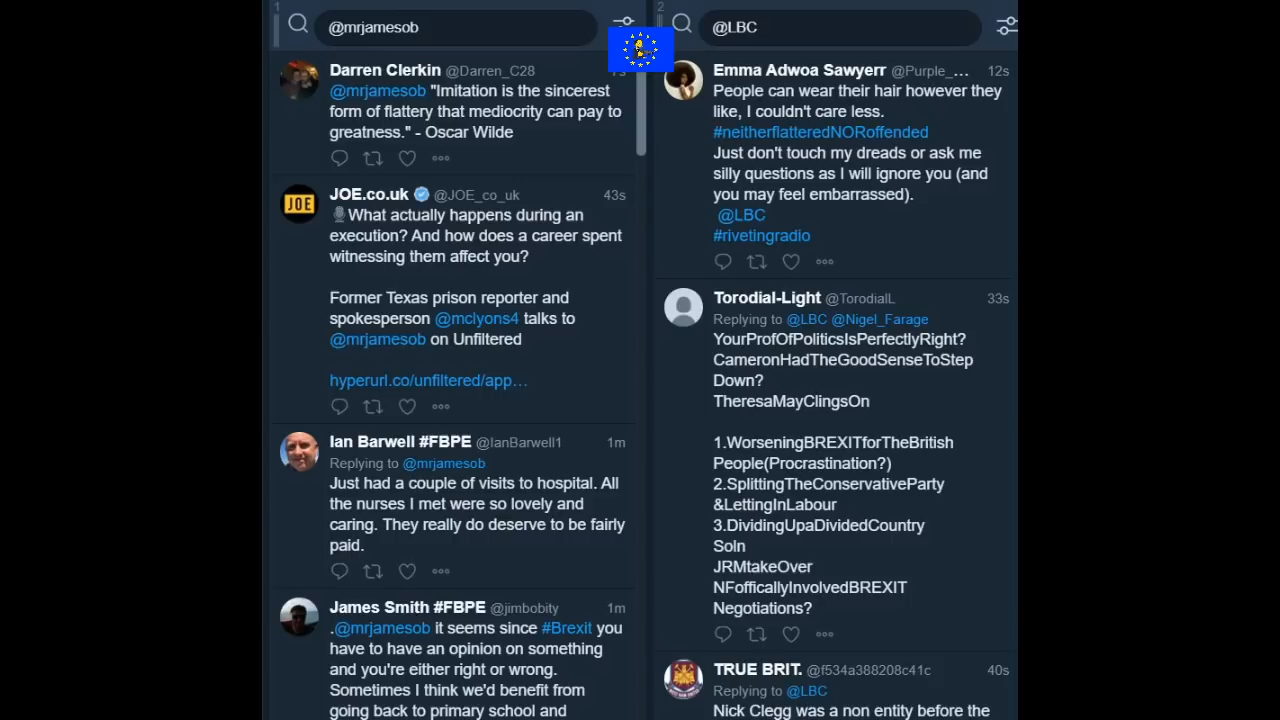 1
@mrjamesob
Darren Clerkin @Darren_C28
@mrjamesob "Imitation is the sincerest
form of flattery that mediocrity can pay to
greatness." - Oscar Wilde
JOE
JOE.co.uk @JOE_co_uk 43s
What actually happens during an
execution? And how does a career spent
witnessing them affect you?
Former Texas prison reporter and
spokesperson @mclyons4 talks to
@mrjamesob on Unfiltered
hyperurl.co/unfiltered/app…
Ian Barwell #FBPE @IanBarwell1 1m
Replying to @mrjamesob
Just had a couple of visits to hospital. All
the nurses I met were so lovely and
caring. They really do deserve to be fairly
paid.
James Smith #FBPE @jimbobity 1m
.@mrjamesob it seems since #Brexit you
have to have an opinion on something
and you're either right or wrong.
Sometimes I think we'd benefit from
going back to primary school and
2
@LBC
Emma Adwoa Sawyerr @Purple_… 12s
People can wear their hair however they
like, I couldn't care less.
#neitherflatteredNORoffended
Just don't touch my dreads or ask me
silly questions as I will ignore you (and
you may feel embarrassed).
@LBC
#rivetingradio
Torodial-Light @TorodialL 33s
Replying to @LBC @Nigel_Farage
YourProfOfPoliticsIsPerfectlyRight?
CameronHadTheGoodSenseToStep
Down?
TheresaMayClingsOn
1.WorseningBREXITforTheBritish
People(Procrastination?)
2.SplittingTheConservativeParty
&LettingInLabour
3.DividingUpaDividedCountry
Soln
JRMtakeOver
NFofficallyInvolvedBREXIT
Negotiations?
TRUE BRIT. @f534a388208c41c 40s
Replying to @LBC
Nick Clegg was a non entity before the